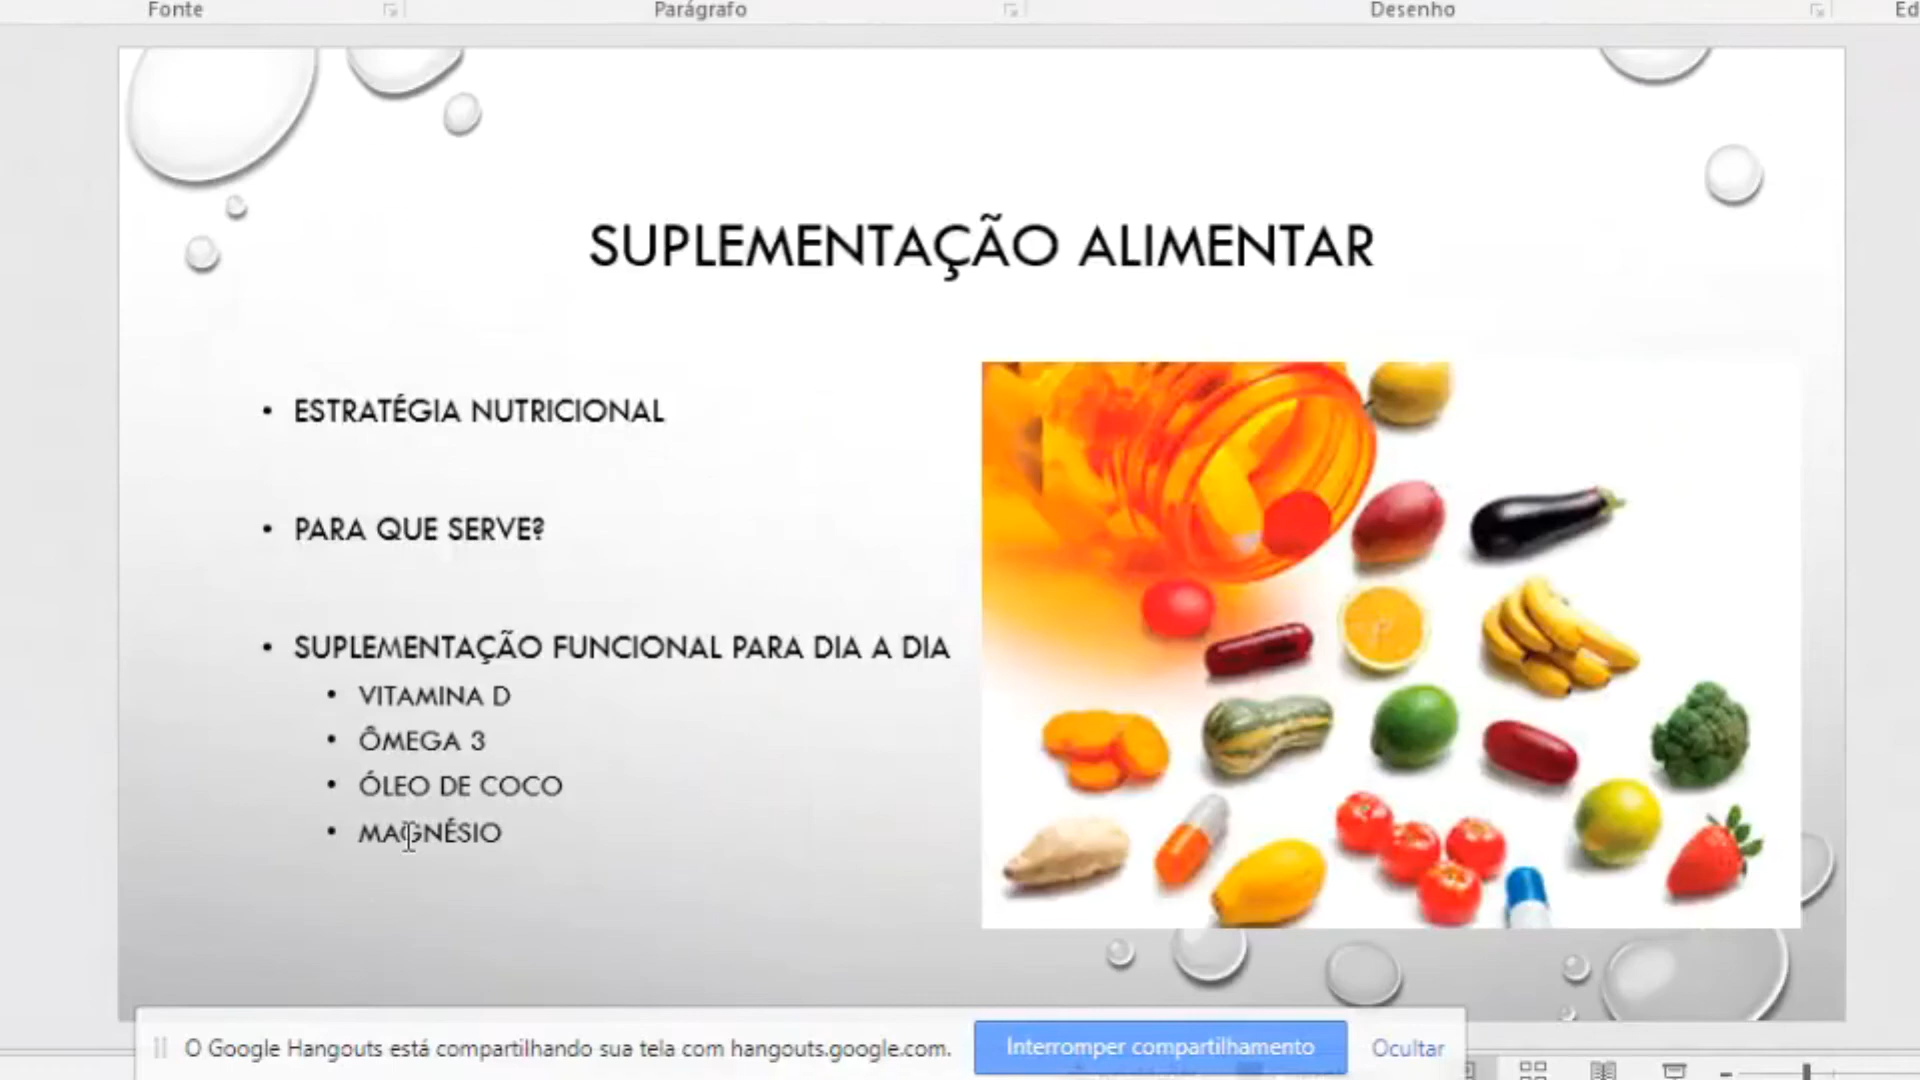 Fonte Parágrafo Desenho Ed
SUPLEMENTAÇÃO ALIMENTAR
• ESTRATÉGIA NUTRICIONAL
• PARA QUE SERVE?
• SUPLEMENTAÇÃO FUNCIONAL PARA DIA A DIA
• VITAMINA D
• ÔMEGA 3
• ÓLEO DE COCO
• MAGNÉSIO
O Google Hangouts está compartilhando sua tela com hangouts.google.com. Interromper compartilhamento Ocultar